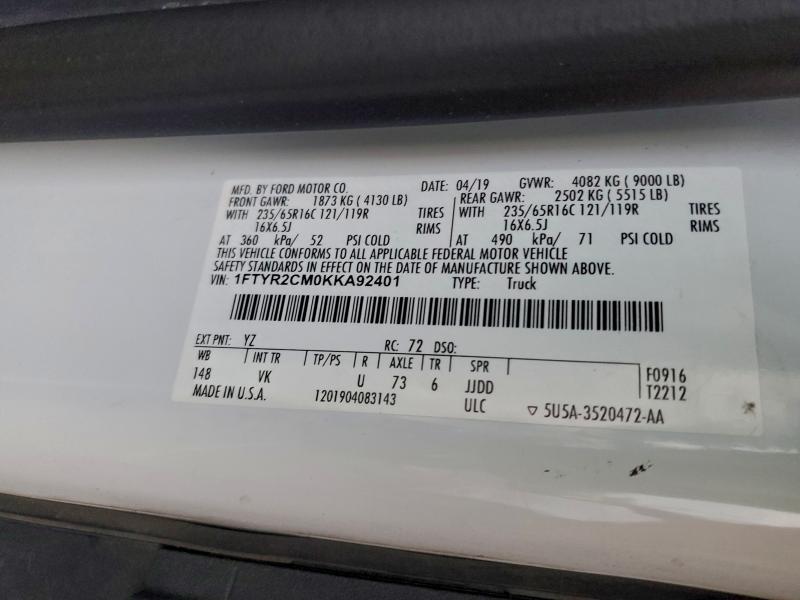 MFD. BY FORD MOTOR CO. DATE: 04/19 GVWR: 4082 KG ( 9000 LB)
FRONT GAWR: 1873 KG ( 4130 LB) REAR GAWR: 2502 KG ( 5515 LB)
WITH 235/65R16C 121/119R TIRES WITH 235/65R16C 121/119R TIRES
16X6.5J RIMS 16X6.5J RIMS
AT 360 kPa/ 52 PSI COLD AT 490 kPa/ 71 PSI COLD
THIS VEHICLE CONFORMS TO ALL APPLICABLE FEDERAL MOTOR VEHICLE
SAFETY STANDARDS IN EFFECT ON THE DATE OF MANUFACTURE SHOWN ABOVE.
VIN: 1FTYR2CM0KKA92401 TYPE: Truck
EXT PNT: YZ RC: 72 DSO:
WB INT TR TP/PS R AXLE TR SPR F0916
148 VK U 73 6 JJDD T2212
MADE IN U.S.A. 1201904083143 ULC ▽ 5U5A-3520472-AA